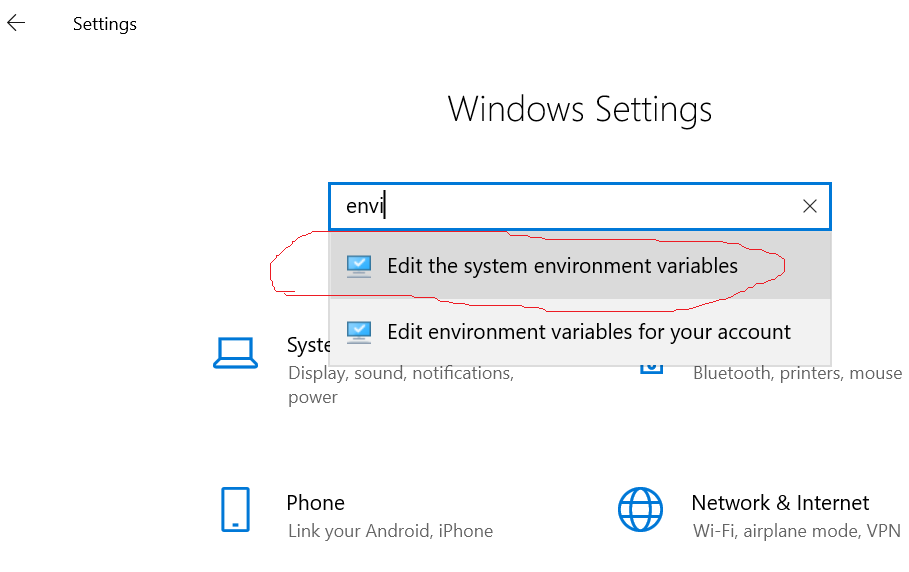 Settings
Windows Settings
envi
Edit the system environment variables
Edit environment variables for your account
Display, sound, notifications,
power
Bluetooth, printers, mouse
Phone
Link your Android, iPhone
Network & Internet
Wi-Fi, airplane mode, VPN